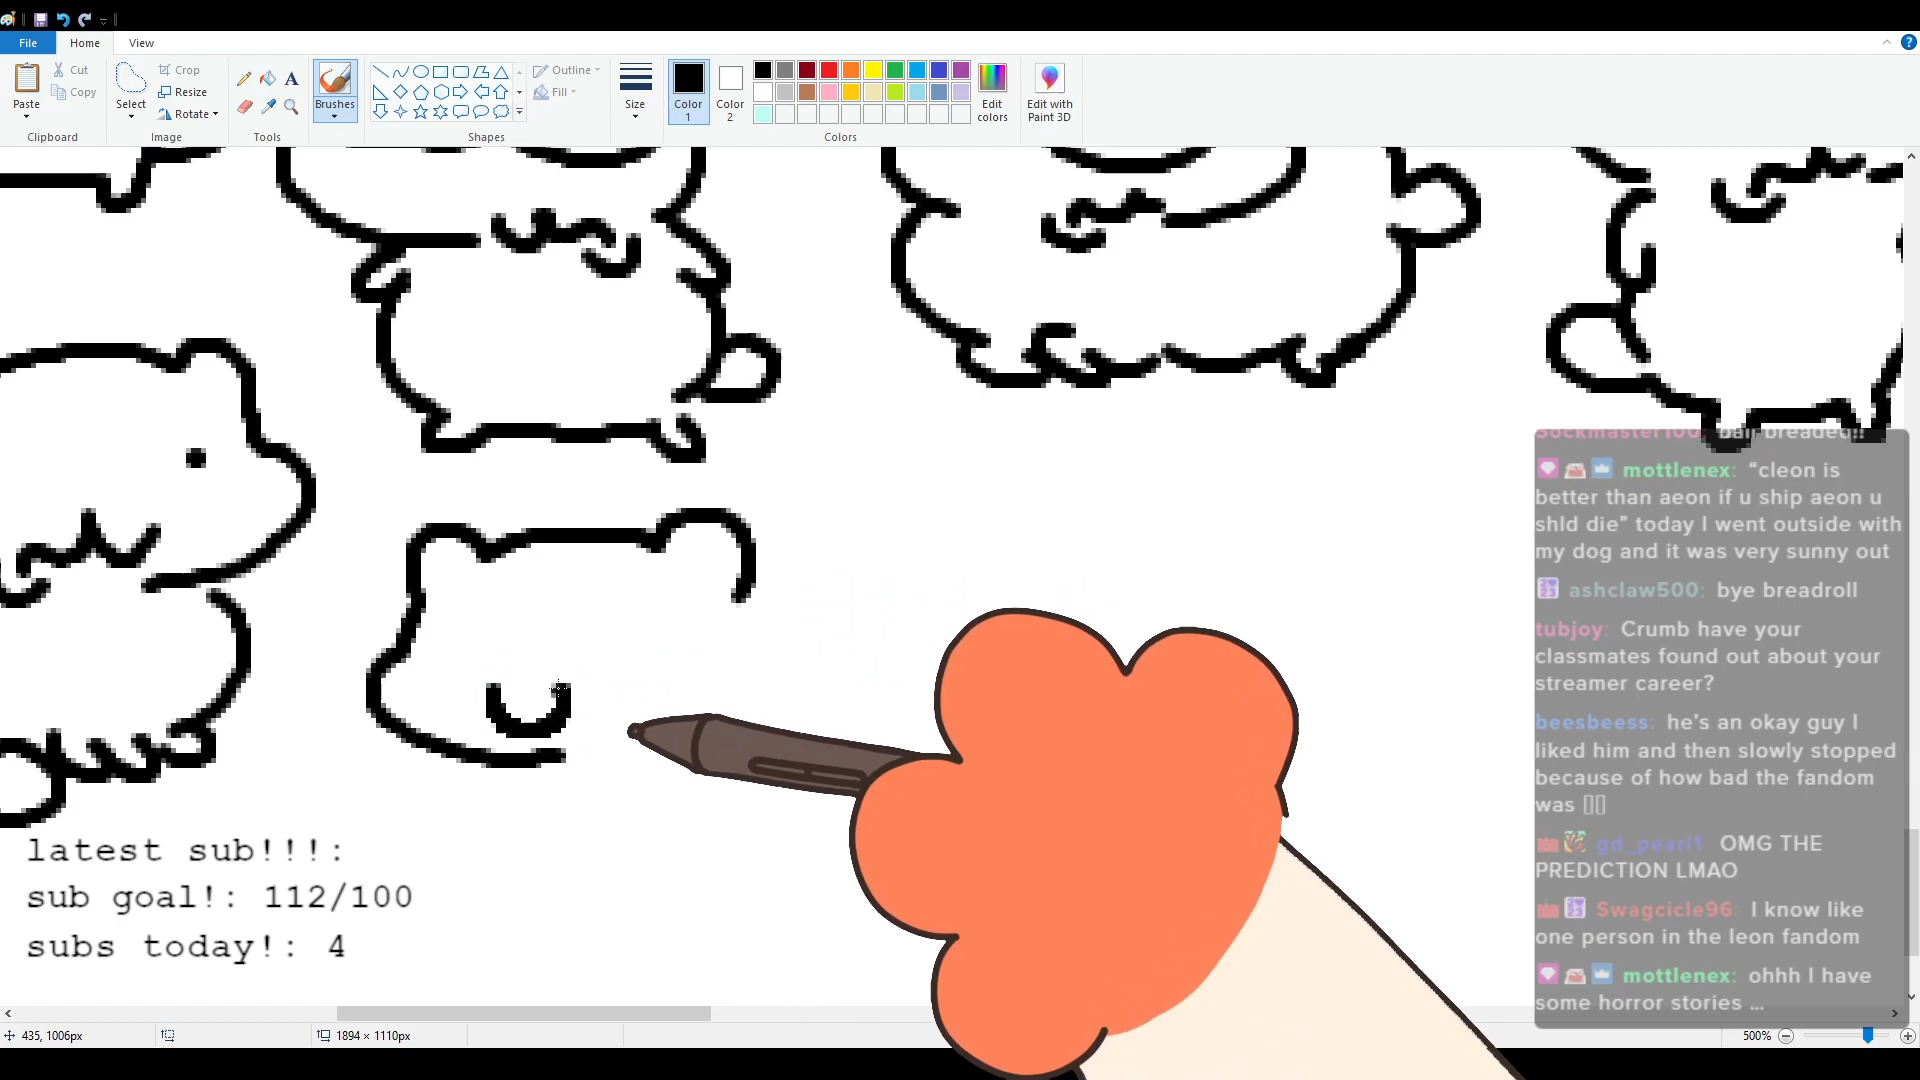 File Home View
Paste Cut Copy Select Crop Resize Rotate Brushes Outline Fill Size Color 1 Color 2 Edit colors Edit with Paint 3D
Clipboard Image Tools Shapes Colors
mottlenex: “cleon is
better than aeon if u ship aeon u
shld die” today I went outside with
my dog and it was very sunny out
ashclaw500: bye breadroll
tubjoy: Crumb have your
classmates found out about your
streamer career?
beesbeess: he’s an okay guy I
liked him and then slowly stopped
because of how bad the fandom
was
gd_pearl1 OMG THE
PREDICTION LMAO
Swagcicle96: I know like
one person in the leon fandom
mottlenex: ohhh I have
some horror stories ...
latest sub!!!:
sub goal!: 112/100
subs today!: 4
435, 1006px 1894 × 1110px 500%